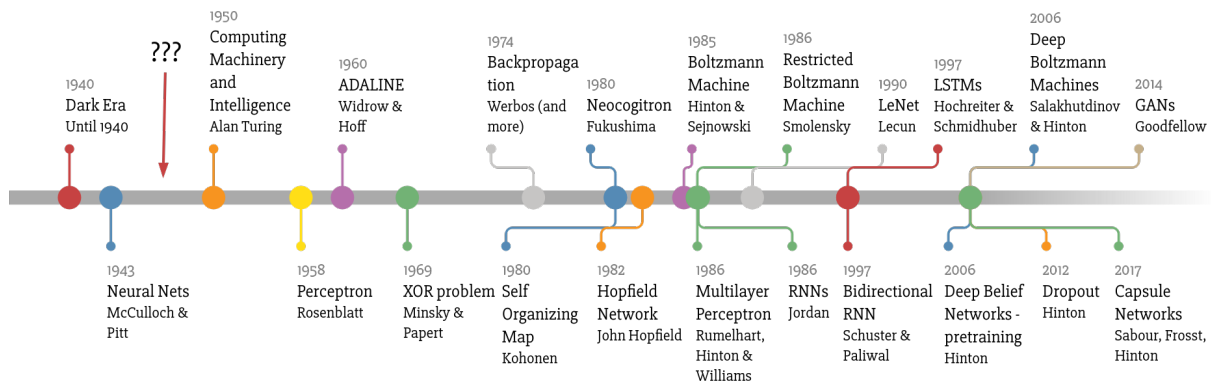 1940
Dark Era
Until 1940
???
1950
Computing
Machinery
and
Intelligence
Alan Turing
1960
ADALINE
Widrow &
Hoff
1974
Backpropaga
tion
Werbos (and
more)
1980
Neocogitron
Fukushima
1985
Boltzmann
Machine
Hinton &
Sejnowski
1986
Restricted
Boltzmann
Machine
Smolensky
1990
LeNet
Lecun
1997
LSTMs
Hochreiter &
Schmidhuber
2006
Deep
Boltzmann
Machines
Salakhutdinov
& Hinton
2014
GANs
Goodfellow
1943
Neural Nets
McCulloch &
Pitt
1958
Perceptron
Rosenblatt
1969
XOR problem
Minsky &
Papert
1980
Self
Organizing
Map
Kohonen
1982
Hopfield
Network
John Hopfield
1986
Multilayer
Perceptron
Rumelhart,
Hinton &
Williams
1986
RNNs
Jordan
1997
Bidirectional
RNN
Schuster &
Paliwal
2006
Deep Belief
Networks -
pretraining
Hinton
2012
Dropout
Hinton
2017
Capsule
Networks
Sabour, Frosst,
Hinton